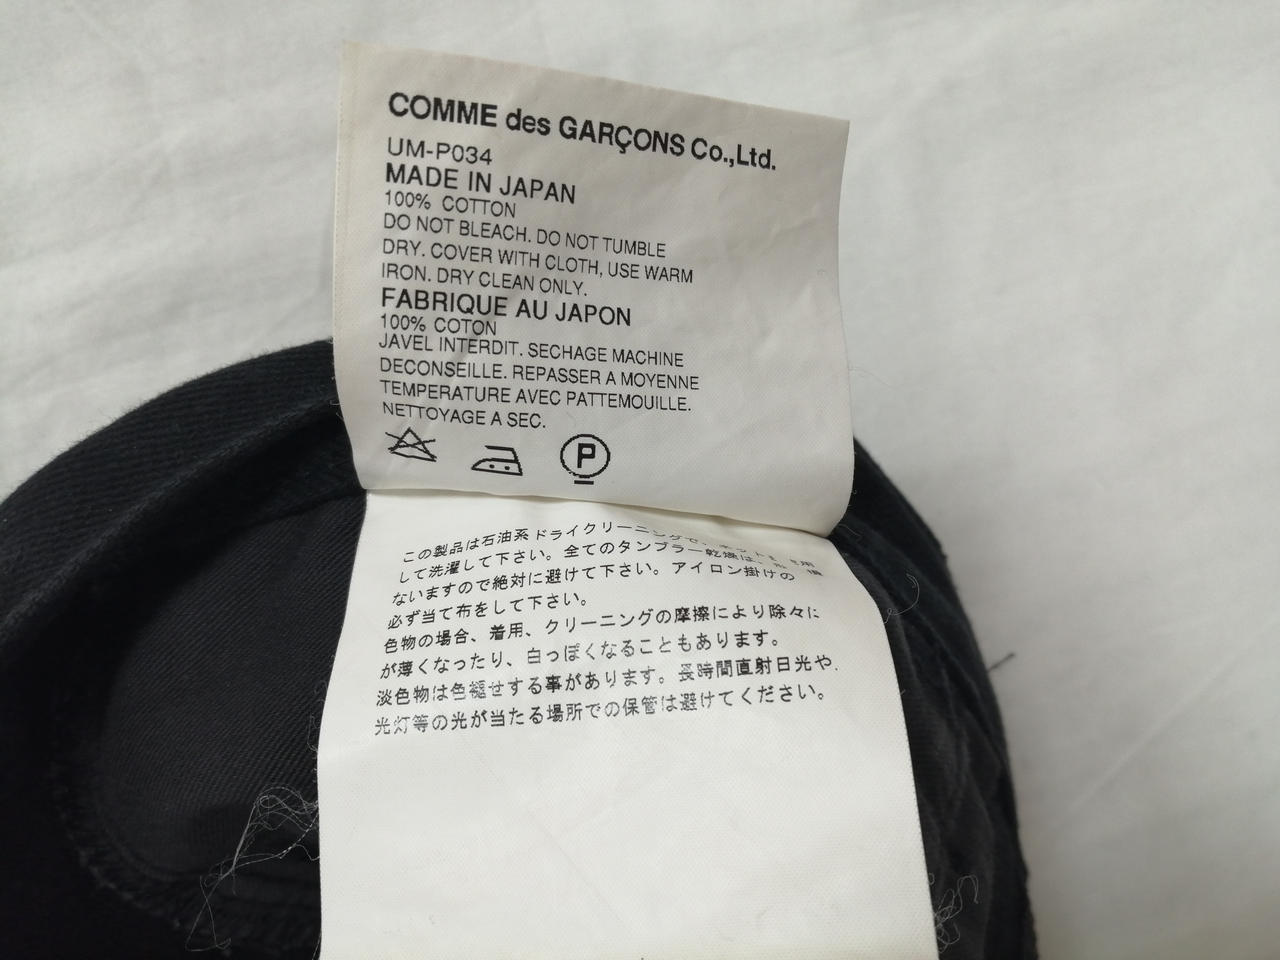 COMME des GARÇONS Co.,Ltd.
UM-P034
MADE IN JAPAN
100% COTTON
DO NOT BLEACH. DO NOT TUMBLE
DRY. COVER WITH CLOTH, USE WARM
IRON. DRY CLEAN ONLY.
FABRIQUE AU JAPON
100% COTON
JAVEL INTERDIT. SECHAGE MACHINE
DECONSEILLE. REPASSER A MOYENNE
TEMPERATURE AVEC PATTEMOUILLE.
NETTOYAGE A SEC.
P
この製品は石油系ドライクリーニングで、
して洗濯して下さい。全てのタンブラー乾燥は、
ないますので絶対に避けて下さい。アイロン掛けの
必ず当て布をして下さい。
色物の場合、着用、クリーニングの摩擦により除々に
が薄くなったり、白っぽくなることもあります。
淡色物は色褪せする事があります。長時間直射日光や、
光灯等の光が当たる場所での保管は避けてください。